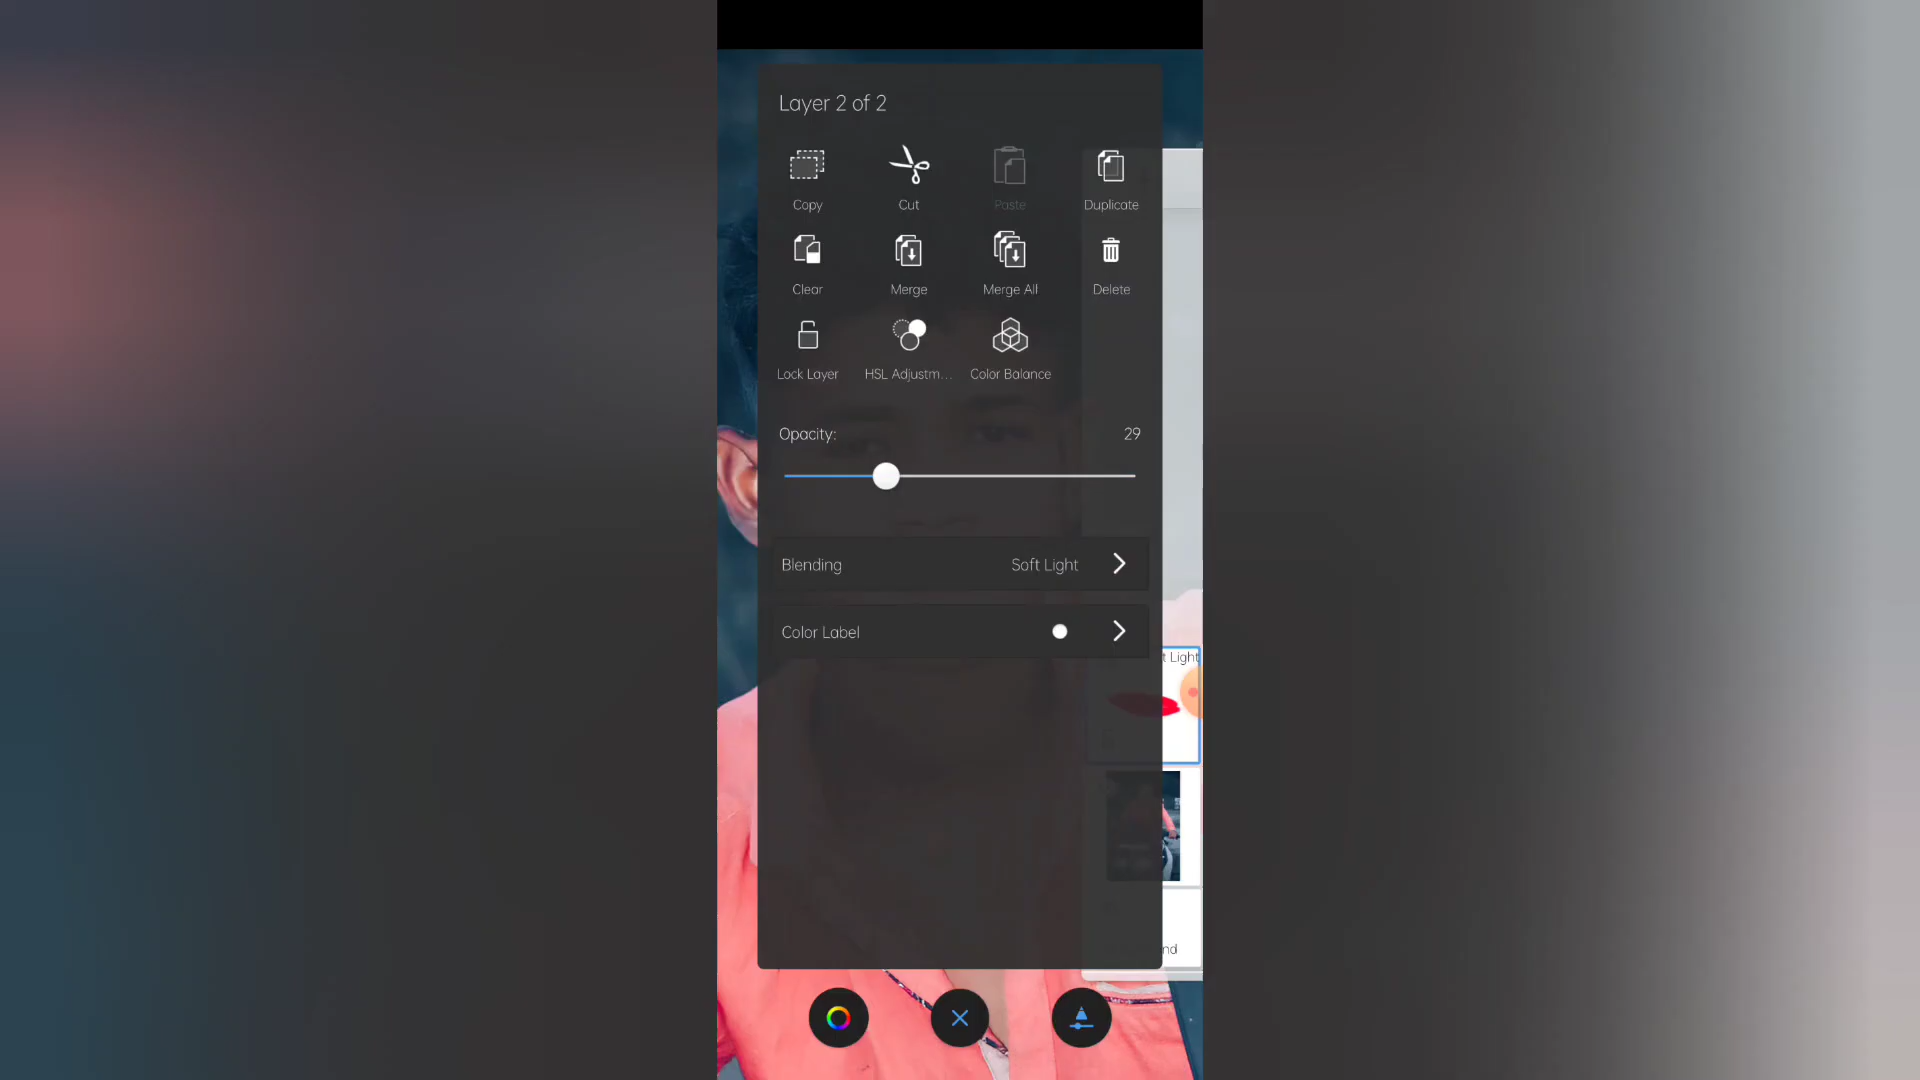 Layer 2 of 2
Copy Cut Paste Duplicate
Clear Merge Merge All Delete
Lock Layer HSL Adjustm... Color Balance
Opacity: 29
Blending Soft Light
Color Label
t Light
nd